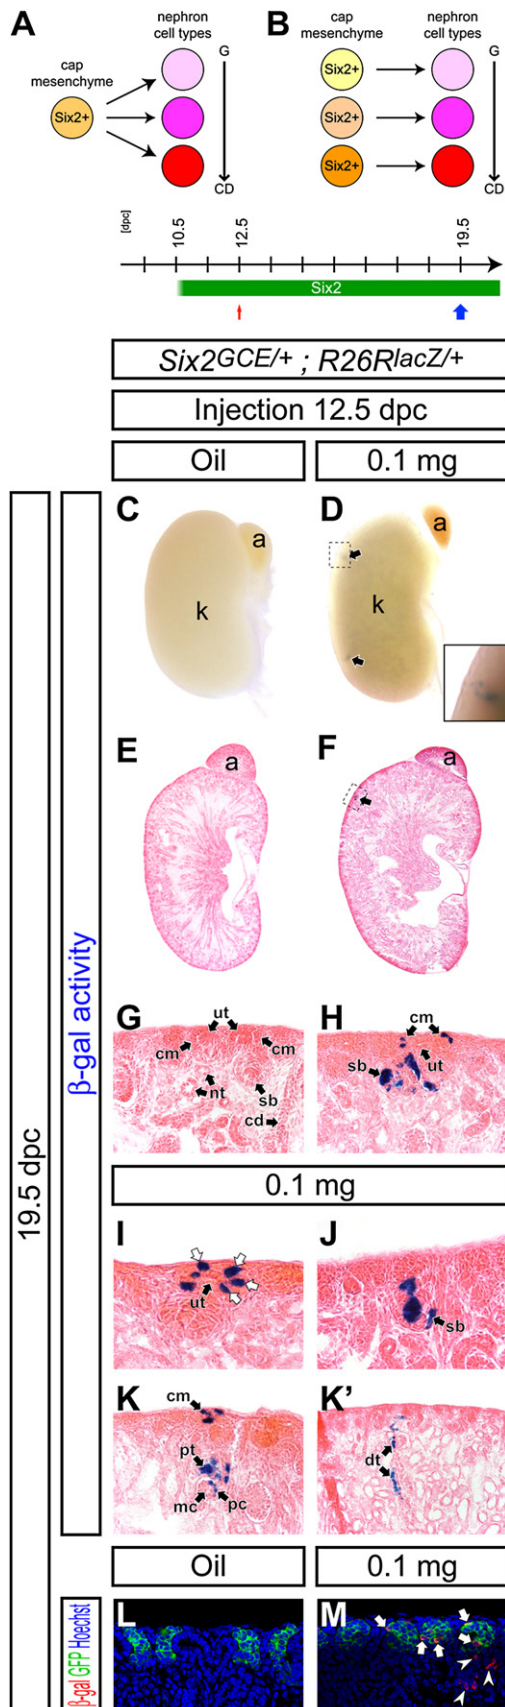 A
B
cap
mesenchyme
nephron
cell types
cap
mesenchyme
nephron
cell types
G
G
Six2+
Six2+
Six2+
Six2+
CD
CD
[dpc]
10.5
12.5
19.5
Six2
Six2GCE/+ ; R26RlacZ/+
Injection 12.5 dpc
Oil
0.1 mg
19.5 dpc
β-gal activity
C
a
k
D
a
k
E
a
F
a
G
ut
cm
cm
nt
sb
cd
H
cm
sb
ut
0.1 mg
I
ut
J
sb
K
cm
pt
mc
pc
K’
dt
Oil
0.1 mg
β-gal GFP Hoechst
L
M